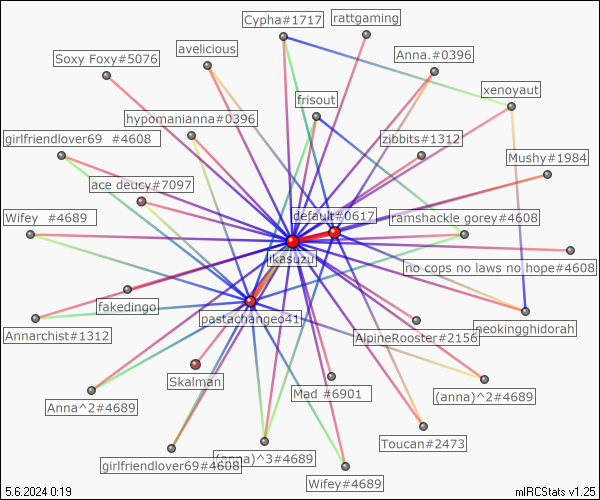 Cypha#1717
rattgaming
avelicious
Anna.#0396
Soxy Foxy#5076
xenoyaut
frisout
hypomanianna#0396
girlfriendlover69 #4608
zibbits#1312
Mushy#1984
ace deucy#7097
Wifey #4689
default#0617
ramshackle gorey#4608
ikasuzu
no cops no laws no hope#4608
fakedingo
pastachangeo41
neokingghidorah
Annarchist#1312
AlpineRooster#2156
Skalman
Mad #6901
(anna)^2#4689
Anna^2#4689
Toucan#2473
(anna)^3#4689
girlfriendlover69#4608
Wifey#4689
5.6.2024 0:19
mIRCStats v1.25